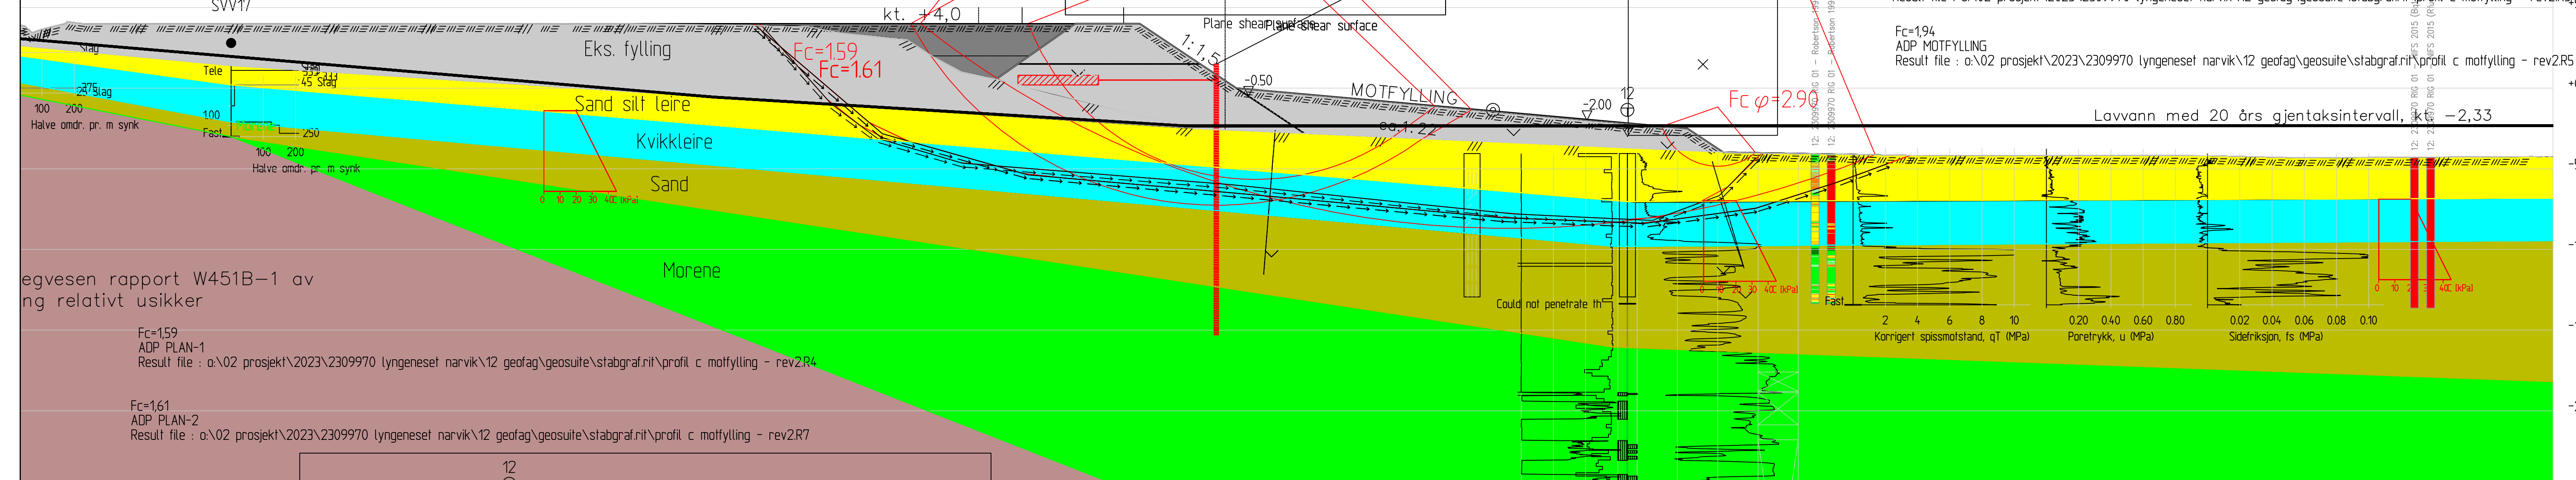 SVV17
kt. +4,0
Plane shear surface
Plane shear surface
Fc=1,94
ADP MOTFYLLING
Eks. fylling
Fc=1.59
Fc=1.61
1:1,5
-0.50
MOTFYLLING
ca.1:22
-2.00
12
Fc φ=2.90
Lavvann med 20 års gjentaksintervall, kt. -2,33
Tele
45 Slag
25 Slag
100 200
Halve omdr. pr. m synk
100
Fast
250
100 200
Halve omdr. pr. m synk
Sand silt leire
Kvikkleire
Sand
0 10 20 30 40 C [kPa]
Morene
egvesen rapport W451B-1 av
ng relativt usikker
Fc=1,59
ADP PLAN-1
Result file : o:\02 prosjekt\2023\2309970 lyngeneset narvik\12 geofag\geosuite\stabgraf.rit\profil c motfylling - rev2.R4
Fc=1,61
ADP PLAN-2
Result file : o:\02 prosjekt\2023\2309970 lyngeneset narvik\12 geofag\geosuite\stabgraf.rit\profil c motfylling - rev2.R7
12
Result file : o:\02 prosjekt\2023\2309970 lyngeneset narvik\12 geofag\geosuite\stabgraf.rit\profil c motfylling - rev2.R5
Could not penetrate th
0 10 20 30 40 C [kPa]
Fast
2 4 6 8 10
Korrigert spissmotstand, qT (MPa)
0.20 0.40 0.60 0.80
Poretrykk, u (MPa)
0.02 0.04 0.06 0.08 0.10
Sidefriksjon, fs (MPa)